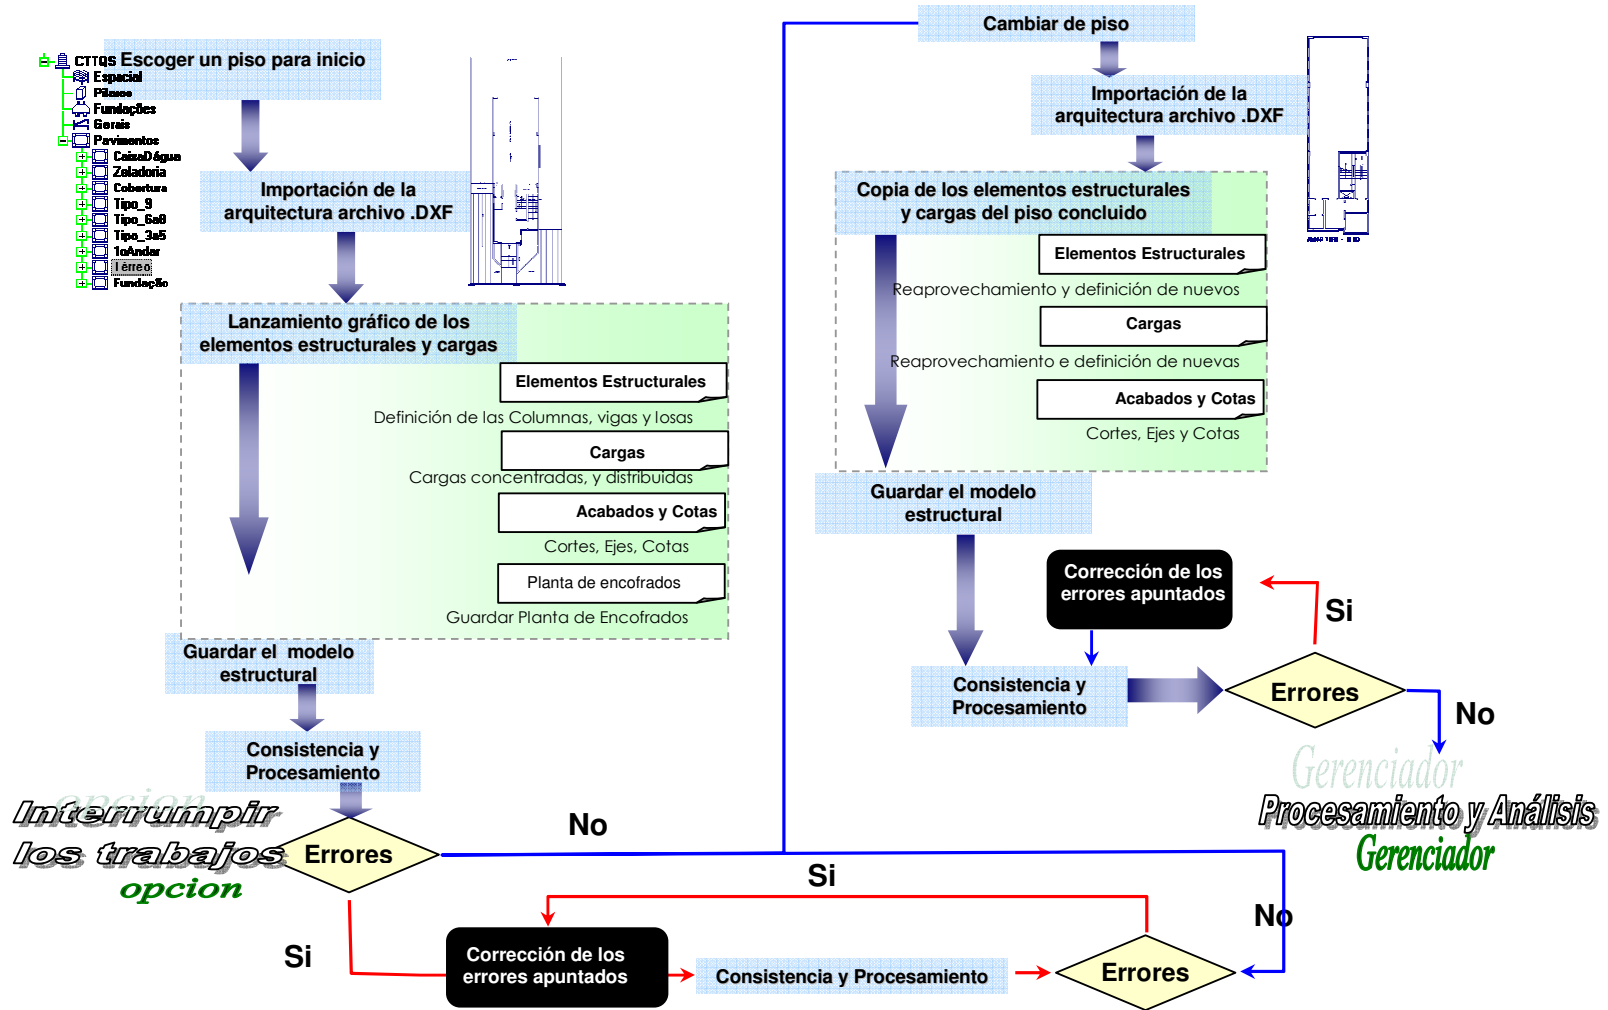 Escoger un piso para inicio
CTTQS
Espacial
Pilares
Fundações
Gerais
Pavimentos
CaixaDágua
Zeladoria
Cobertura
Tipo_9
Tipo_6a8
Tipo_3a5
1oAndar
Térreo
Fundação
Importación de la
arquitectura archivo .DXF
Lanzamiento gráfico de los
elementos estructurales y cargas
Elementos Estructurales
Definición de las Columnas, vigas y losas
Cargas
Cargas concentradas, y distribuidas
Acabados y Cotas
Cortes, Ejes, Cotas
Planta de encofrados
Guardar Planta de Encofrados
Guardar el  modelo
estructural
Consistencia y
Procesamiento
opcion
Interrumpir
los trabajos
opcion
Errores
No
Si
Corrección de los
errores apuntados
Consistencia y Procesamiento
Errores
Si
No
Cambiar de piso
Importación de la
arquitectura archivo .DXF
Copia de los elementos estructurales
y cargas del piso concluido
Elementos Estructurales
Reaprovechamiento y definición de nuevos
Cargas
Reaprovechamiento e definición de nuevas
Acabados y Cotas
Cortes, Ejes y Cotas
Guardar el modelo
estructural
Corrección de los
errores apuntados
Si
Consistencia y
Procesamiento
Errores
No
Gerenciador
Procesamiento y Análisis
Gerenciador